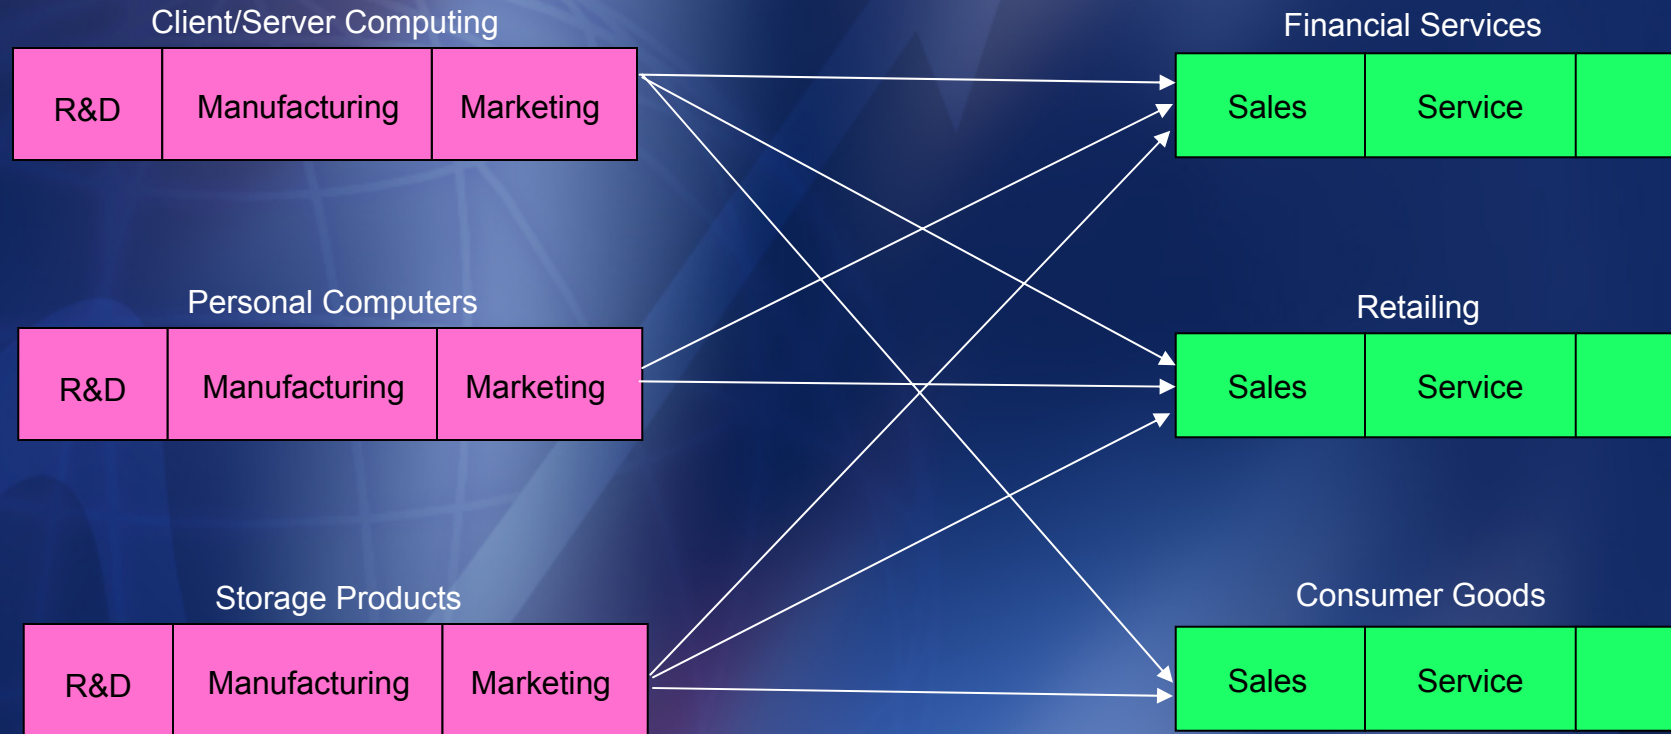 Client/Server Computing
R&D Manufacturing Marketing
Financial Services
Sales Service
Personal Computers
R&D Manufacturing Marketing
Retailing
Sales Service
Storage Products
R&D Manufacturing Marketing
Consumer Goods
Sales Service